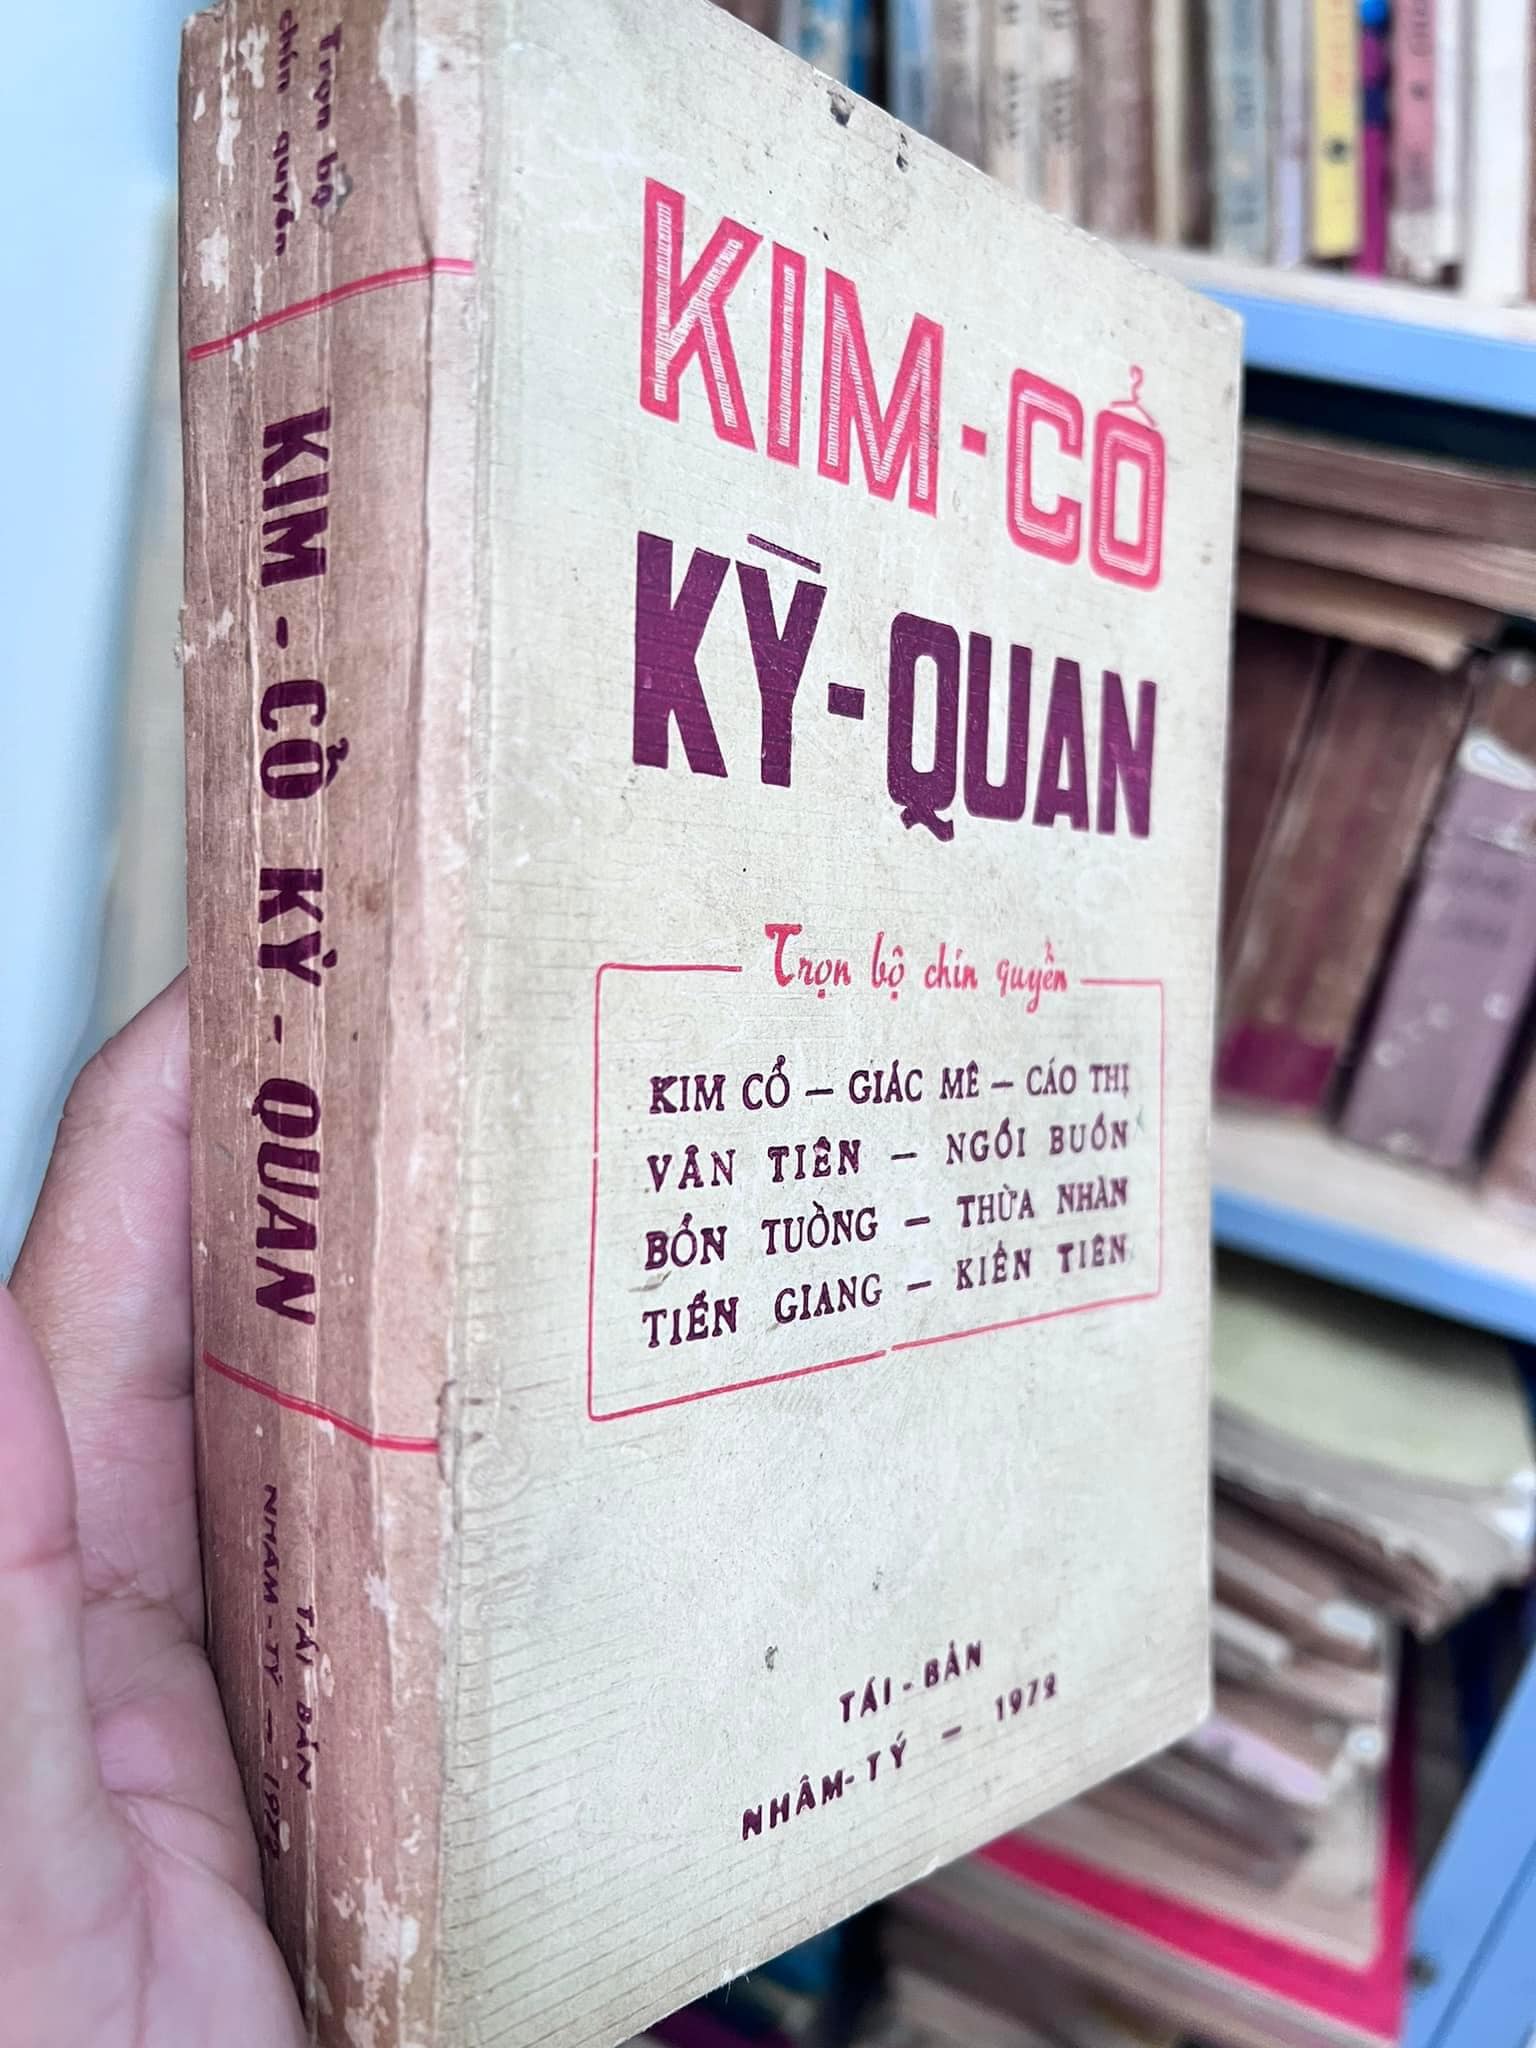 KIM-CỔ
KỲ-QUAN
Trọn bộ chín quyển
KIM CỔ — GIÁC MÊ — CÁO THỊ
VÂN TIÊN — NGỒI BUỒN
BỔN TUỒNG — THỪA NHÀN
TIỀN GIANG — KIỂN TIÊN
TÁI-BẢN
NHÂM-TÝ — 1972
Trọn bộ
chín quyển
KIM-CỔ KỲ-QUAN
TÁI BẢN
NHÂM-TÝ — 1972